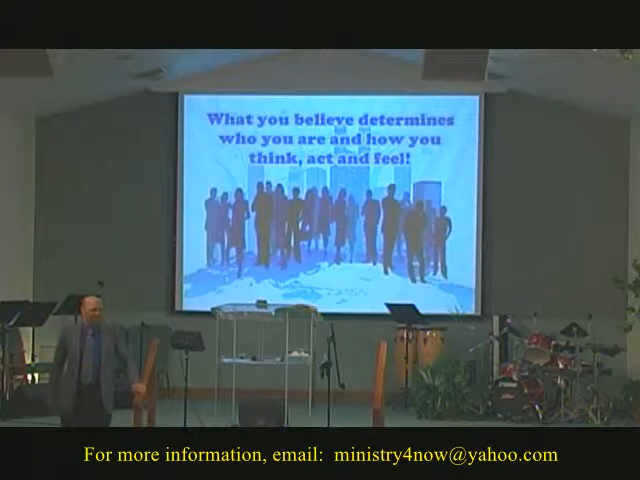 What you believe determines
who you are and how you
think, act and feel!
For more information, email: ministry4now@yahoo.com